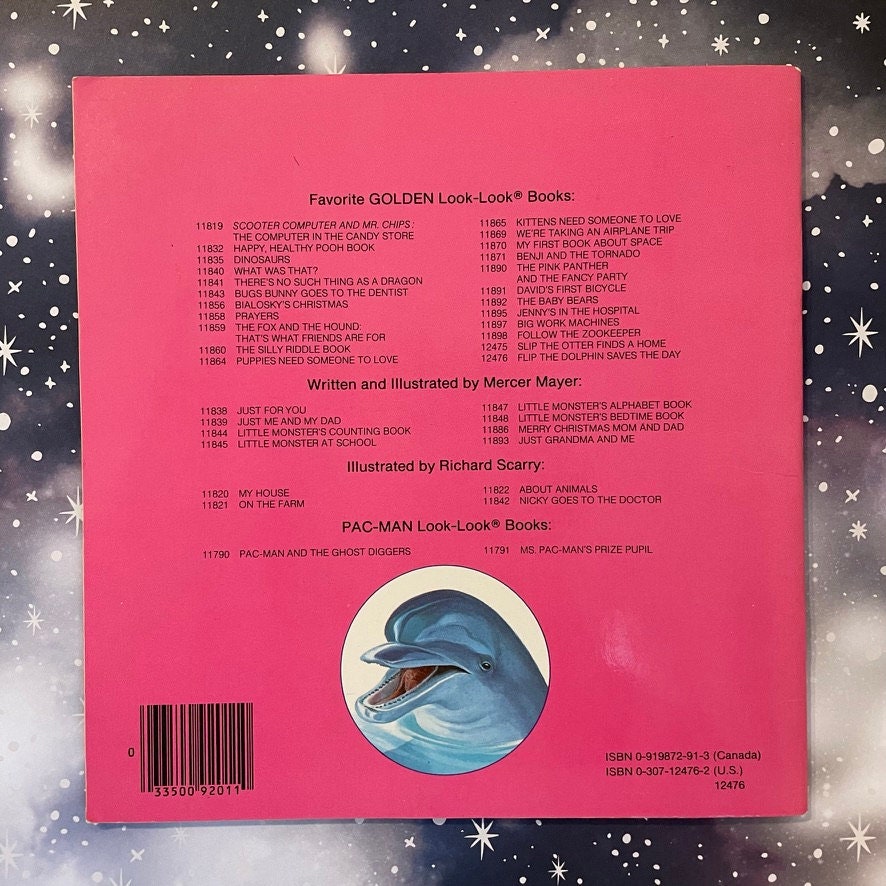 Favorite GOLDEN Look-Look® Books:
11819 SCOOTER COMPUTER AND MR. CHIPS:
THE COMPUTER IN THE CANDY STORE
11832 HAPPY, HEALTHY POOH BOOK
11835 DINOSAURS
11840 WHAT WAS THAT?
11841 THERE'S NO SUCH THING AS A DRAGON
11843 BUGS BUNNY GOES TO THE DENTIST
11856 BIALOSKY'S CHRISTMAS
11858 PRAYERS
11859 THE FOX AND THE HOUND:
THAT'S WHAT FRIENDS ARE FOR
11860 THE SILLY RIDDLE BOOK
11864 PUPPIES NEED SOMEONE TO LOVE
11865 KITTENS NEED SOMEONE TO LOVE
11869 WE'RE TAKING AN AIRPLANE TRIP
11870 MY FIRST BOOK ABOUT SPACE
11871 BENJI AND THE TORNADO
11890 THE PINK PANTHER
AND THE FANCY PARTY
11891 DAVID'S FIRST BICYCLE
11892 THE BABY BEARS
11895 JENNY'S IN THE HOSPITAL
11897 BIG WORK MACHINES
11898 FOLLOW THE ZOOKEEPER
12475 SLIP THE OTTER FINDS A HOME
12476 FLIP THE DOLPHIN SAVES THE DAY
Written and Illustrated by Mercer Mayer:
11838 JUST FOR YOU
11839 JUST ME AND MY DAD
11844 LITTLE MONSTER'S COUNTING BOOK
11845 LITTLE MONSTER AT SCHOOL
11847 LITTLE MONSTER'S ALPHABET BOOK
11848 LITTLE MONSTER'S BEDTIME BOOK
11886 MERRY CHRISTMAS MOM AND DAD
11893 JUST GRANDMA AND ME
Illustrated by Richard Scarry:
11820 MY HOUSE
11821 ON THE FARM
11822 ABOUT ANIMALS
11842 NICKY GOES TO THE DOCTOR
PAC-MAN Look-Look® Books:
11790 PAC-MAN AND THE GHOST DIGGERS
11791 MS. PAC-MAN'S PRIZE PUPIL
0 33500 92011
ISBN 0-919872-91-3 (Canada)
ISBN 0-307-12476-2 (U.S.)
12476